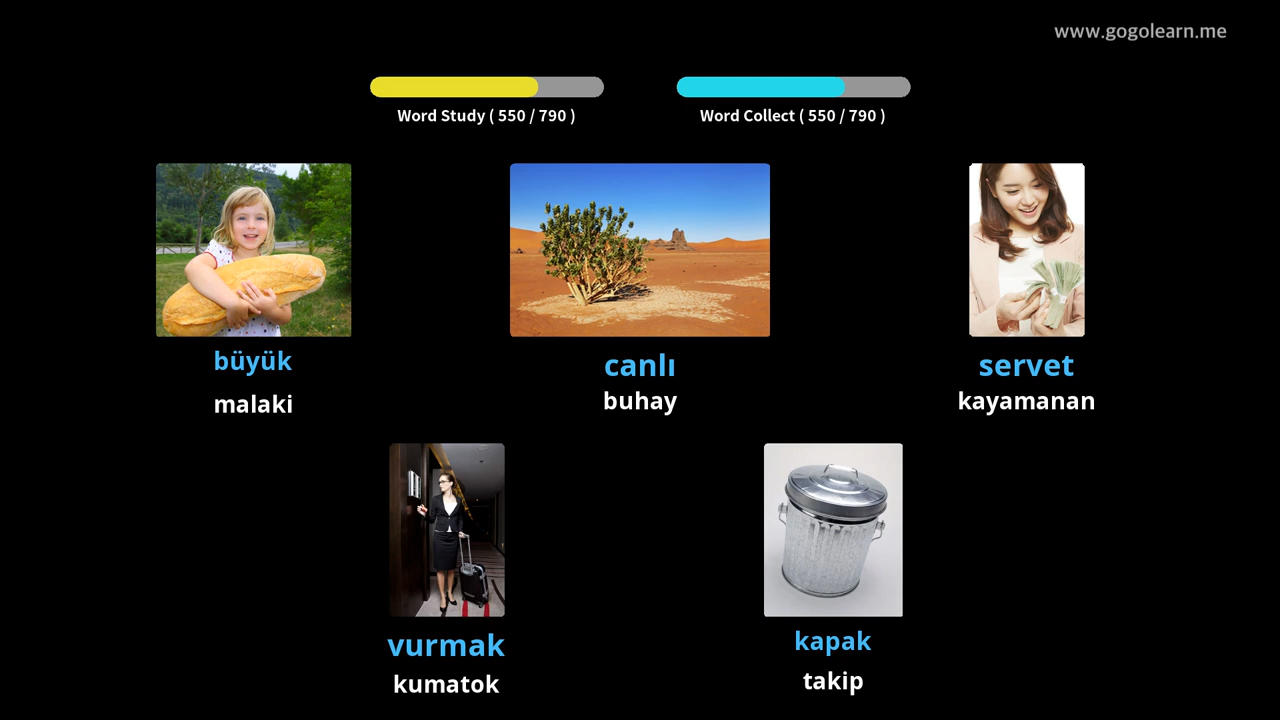 www.gogolearn.me
Word Study ( 550 / 790 )
Word Collect ( 550 / 790 )
büyük
malaki
canlı
buhay
servet
kayamanan
vurmak
kumatok
kapak
takip